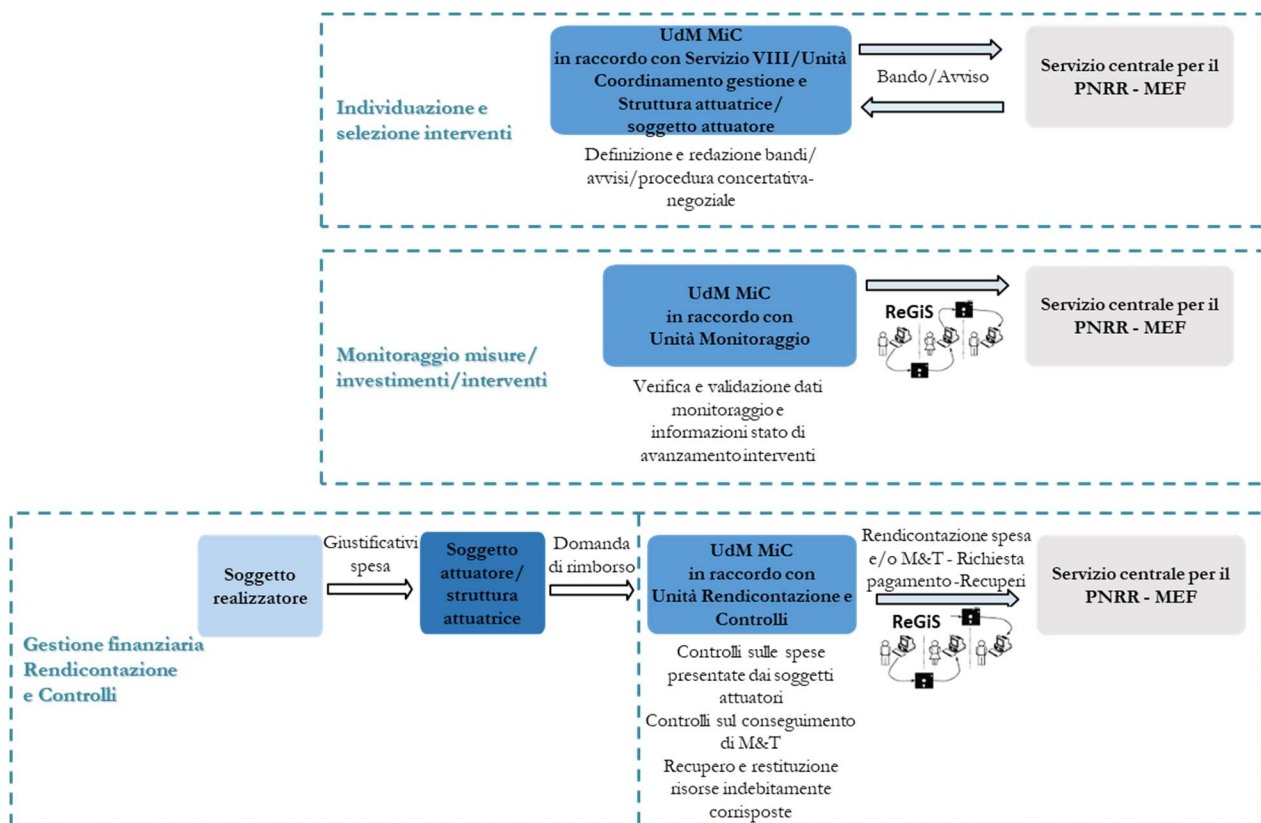 Individuazione e
selezione interventi
UdM MiC
in raccordo con Servizio VIII/Unità
Coordinamento gestione e
Struttura attuatrice/
soggetto attuatore
Definizione e redazione bandi/
avvisi/procedura concertativa-
negoziale
Bando/Avviso
Servizio centrale per il
PNRR - MEF
Monitoraggio misure/
investimenti/interventi
UdM MiC
in raccordo con
Unità Monitoraggio
Verifica e validazione dati
monitoraggio e
informazioni stato di
avanzamento interventi
ReGiS
Servizio centrale per il
PNRR - MEF
Gestione finanziaria
Rendicontazione
e Controlli
Soggetto
realizzatore
Giustificativi
spesa
Soggetto
attuatore/
struttura
attuatrice
Domanda
di rimborso
UdM MiC
in raccordo con
Unità Rendicontazione e
Controlli
Controlli sulle spese
presentate dai soggetti
attuatori
Controlli sul conseguimento
di M&T
Recupero e restituzione
risorse indebitamente
corrisposte
Rendicontazione spesa
e/o M&T - Richiesta
pagamento -Recuperi
ReGiS
Servizio centrale per il
PNRR - MEF